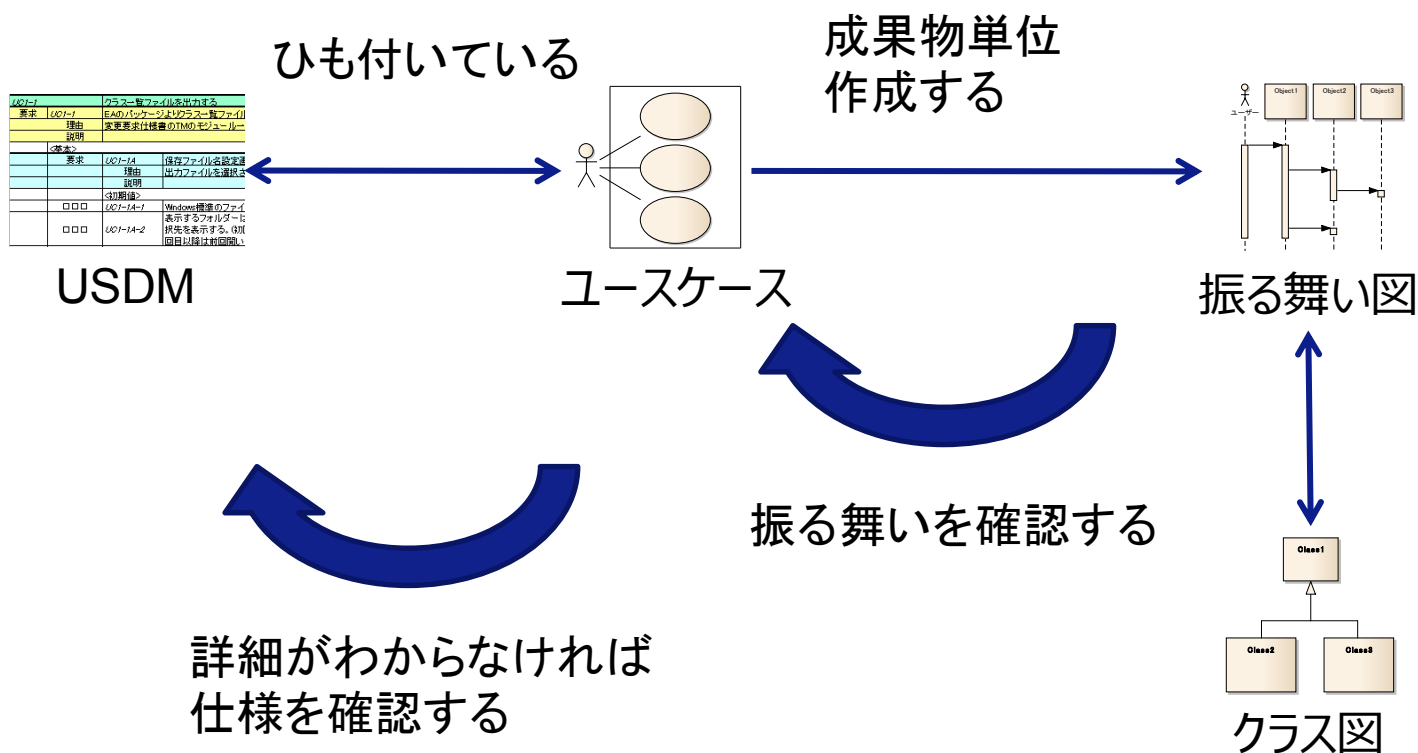 ひも付いている
成果物単位
作成する
UC1-1 クラス一覧ファイルを出力する
要求 UC1-1 EAのパッケージよりクラス一覧ファイル
理由 変更要求仕様書のTMのモジュール
説明
<基本>
要求 UC1-1A 保存ファイル名設定
理由 出力ファイルを選択さ
説明
<初期値>
□□□ UC1-1A-1 Windows標準のファイ
□□□ UC1-1A-2 表示するフォルダーは
択先を表示する。(初
回目以降は前回開い
USDM
ユースケース
ユーザー
Object1
Object2
Object3
振る舞い図
振る舞いを確認する
詳細がわからなければ
仕様を確認する
Class1
Class2
Class3
クラス図